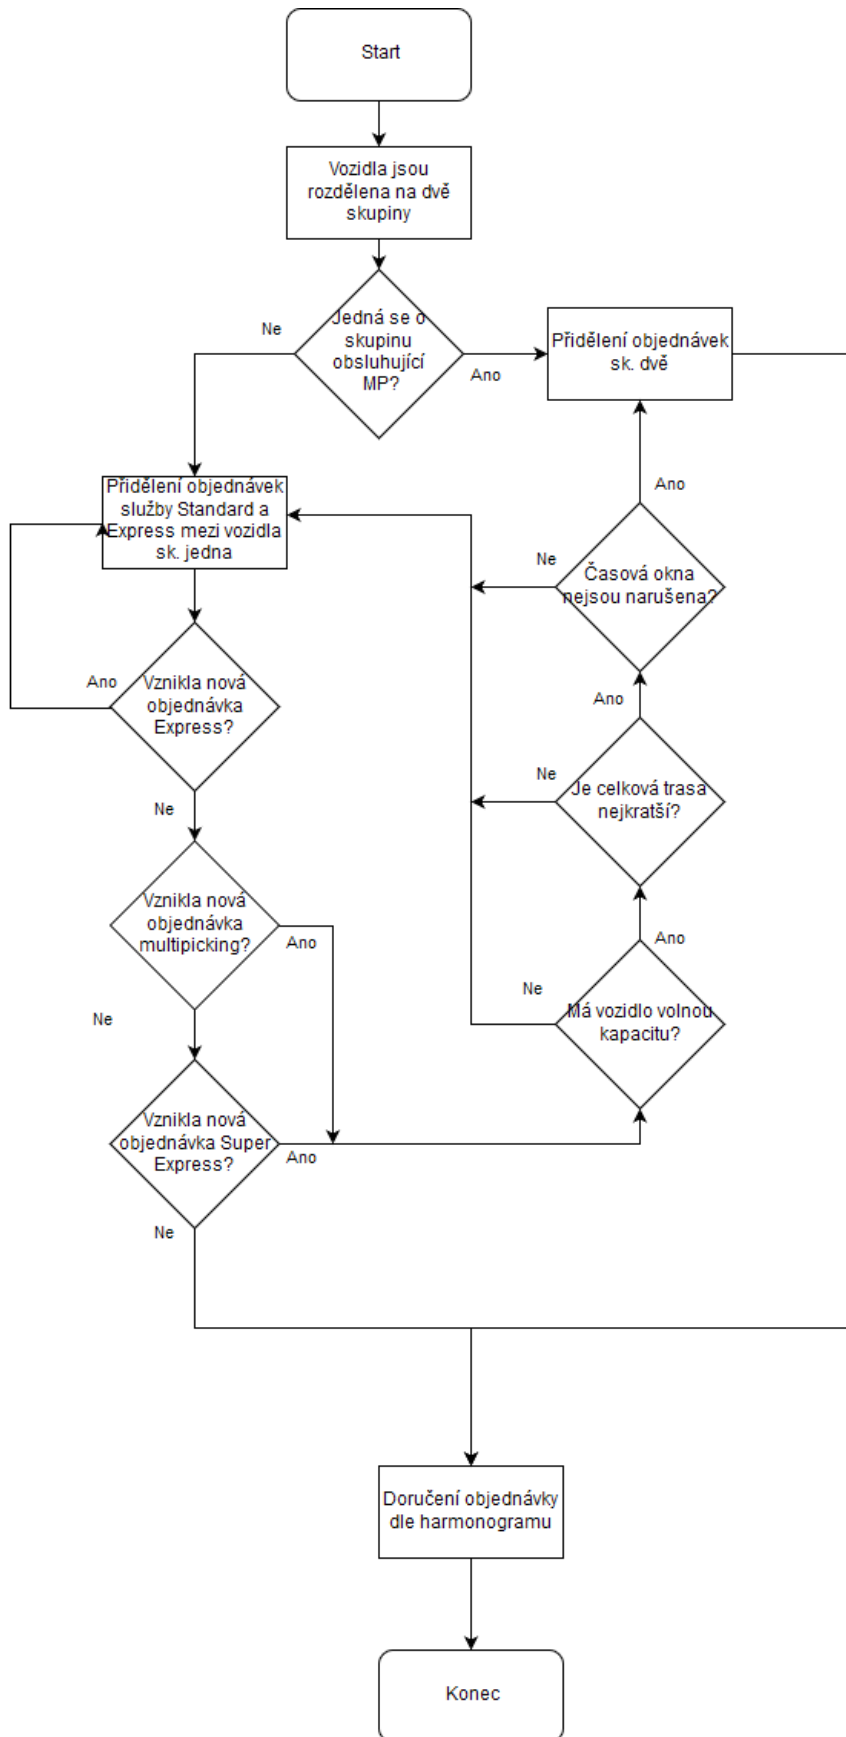 Start
Vozidla jsou
rozdělena na dvě
skupiny
Ne
Jedná se o
skupinu
obsluhující
MP?
Ano
Přidělení objednávek
sk. dvě
Ano
Přidělení objednávek
služby Standard a
Express mezi vozidla
sk. jedna
Ne
Časová okna
nejsou narušena?
Ano
Vznikla nová
objednávka
Express?
Ano
Ne
Je celková trasa
nejkratší?
Ne
Vznikla nová
objednávka
multipicking?
Ano
Ano
Ne
Má vozidlo volnou
kapacitu?
Ne
Vznikla nová
objednávka Super
Express?
Ano
Ne
Doručení objednávky
dle harmonogramu
Konec